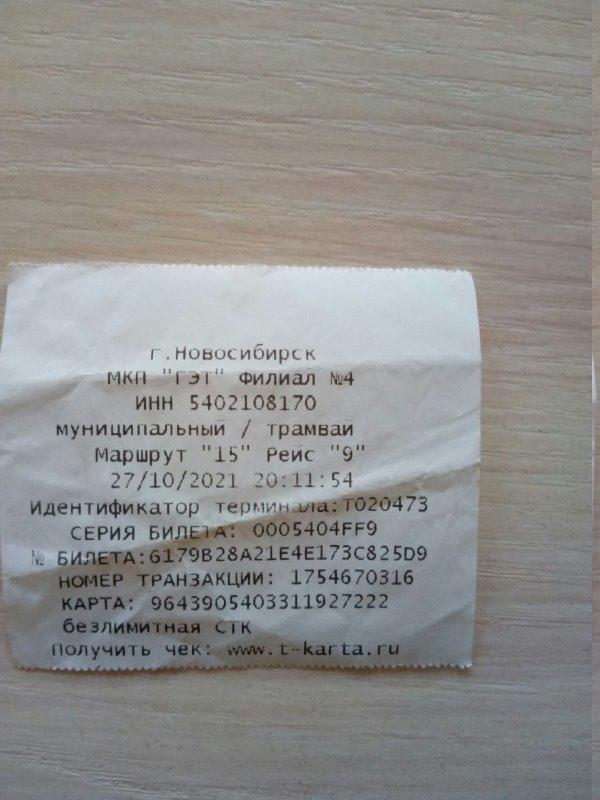 г.Новосибирск
МКП "ГЭТ" Филиал №4
ИНН 5402108170
муниципальный / трамвай
Маршрут "15" Рейс "9"
27/10/2021 20:11:54
Идентификатор терминала:T020473
СЕРИЯ БИЛЕТА: 0005404FF9
№ БИЛЕТА:6179B28A21E4E173C825D9
НОМЕР ТРАНЗАКЦИИ: 1754670316
КАРТА: 9643905403311927222
безлимитная СТК
Получить чек: www.t-karta.ru